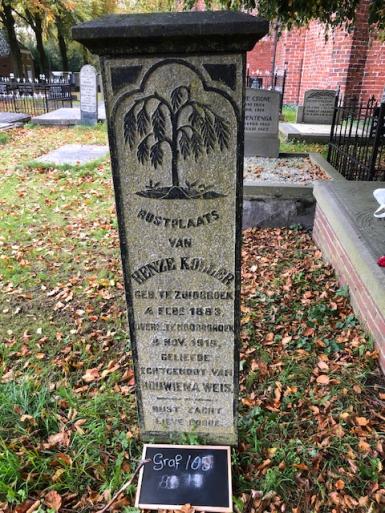 RUSTPLAATS
VAN
HENZE KOLLER
GEB. TE ZUIDBROEK
4 FEBR. 1883,
OVERL. TE NOORDBROEK
8 NOV. 1919,
GELIEFDE
ECHTGENOOT VAN
HOUWIENA WEIS.
RUST ZACHT
LIEVE
Graf 105
CRONE